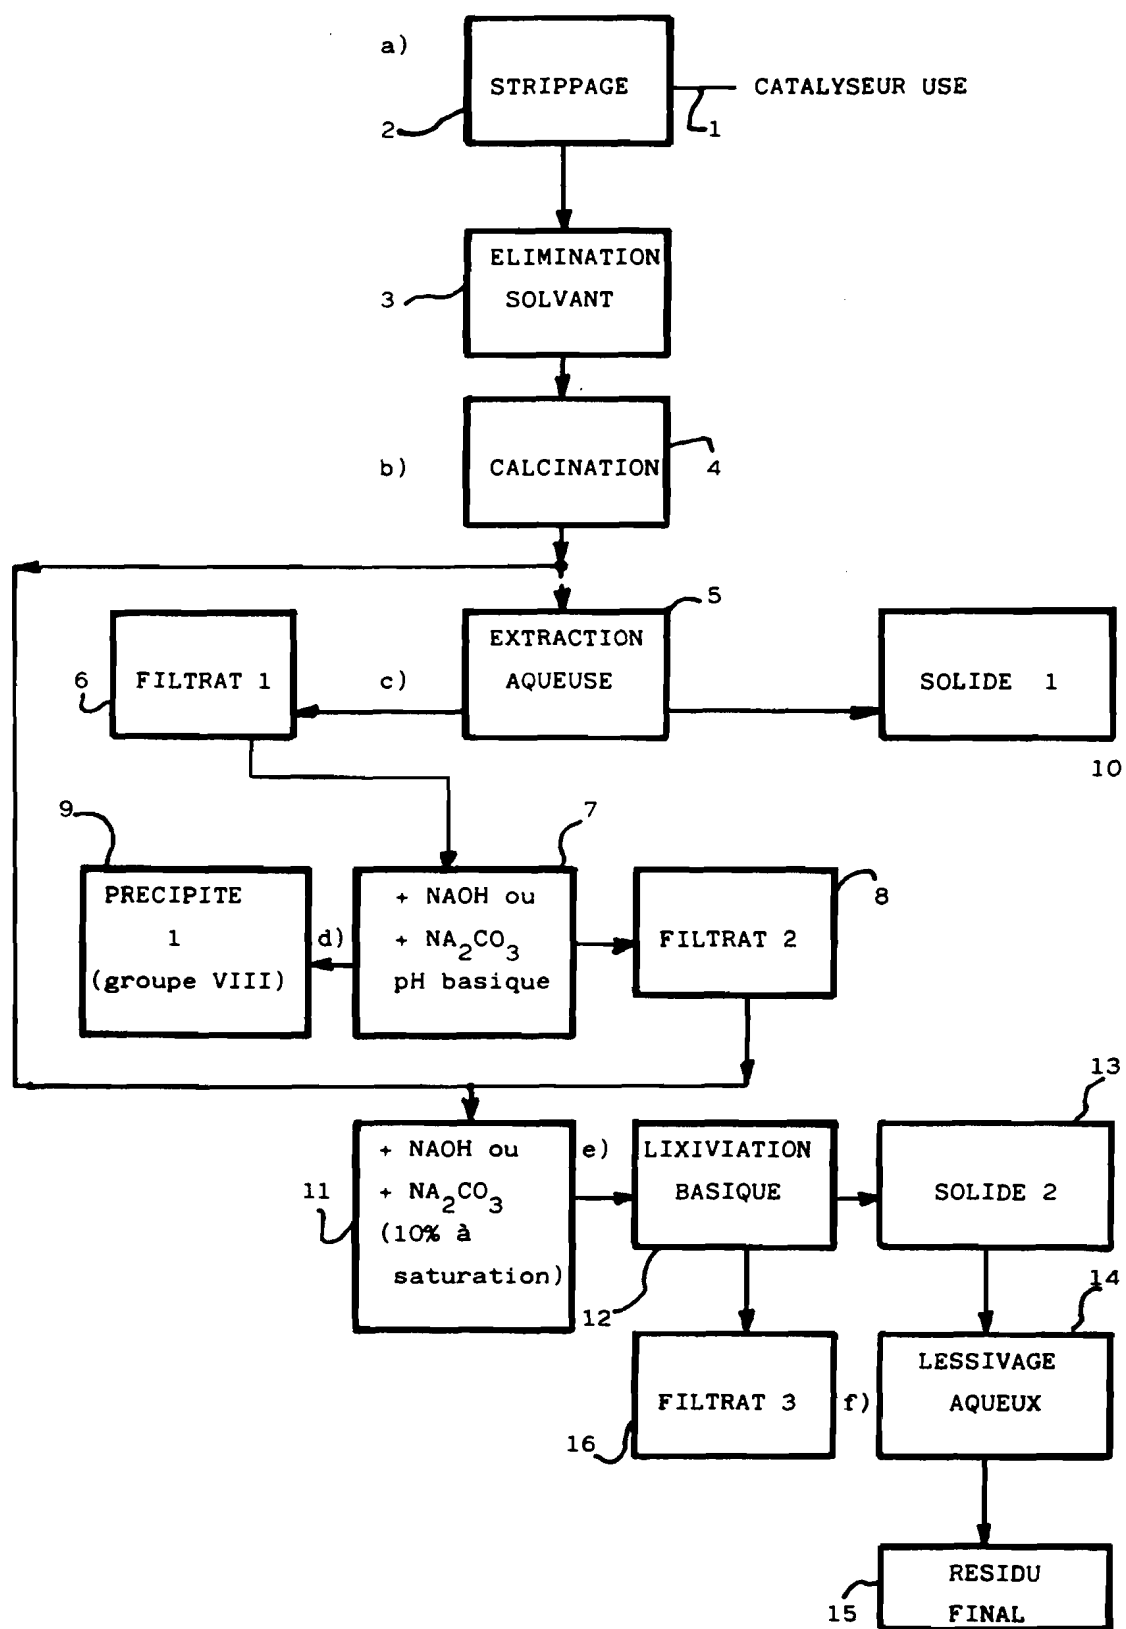 a)
STRIPPAGE
CATALYSEUR USE
2
1
ELIMINATION
SOLVANT
3
b)
CALCINATION
4
5
EXTRACTION
AQUEUSE
6
FILTRAT 1
c)
SOLIDE 1
10
9
7
PRECIPITE
1
(groupe VIII)
d)
+ NAOH ou
+ NA₂CO₃
pH basique
8
FILTRAT 2
13
11
+ NAOH ou
+ NA₂CO₃
(10% à
saturation)
e)
LIXIVIATION
BASIQUE
SOLIDE 2
12
14
FILTRAT 3
16
f)
LESSIVAGE
AQUEUX
15
RESIDU
FINAL